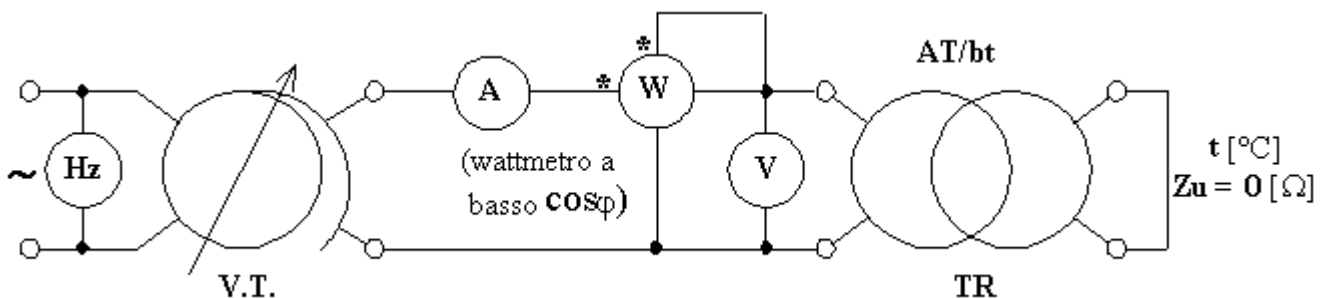 AT/bt
*
*
A
W
~
Hz
V
(wattmetro a
basso cosφ)
t [°C]
Zu = 0 [Ω]
V.T.
TR